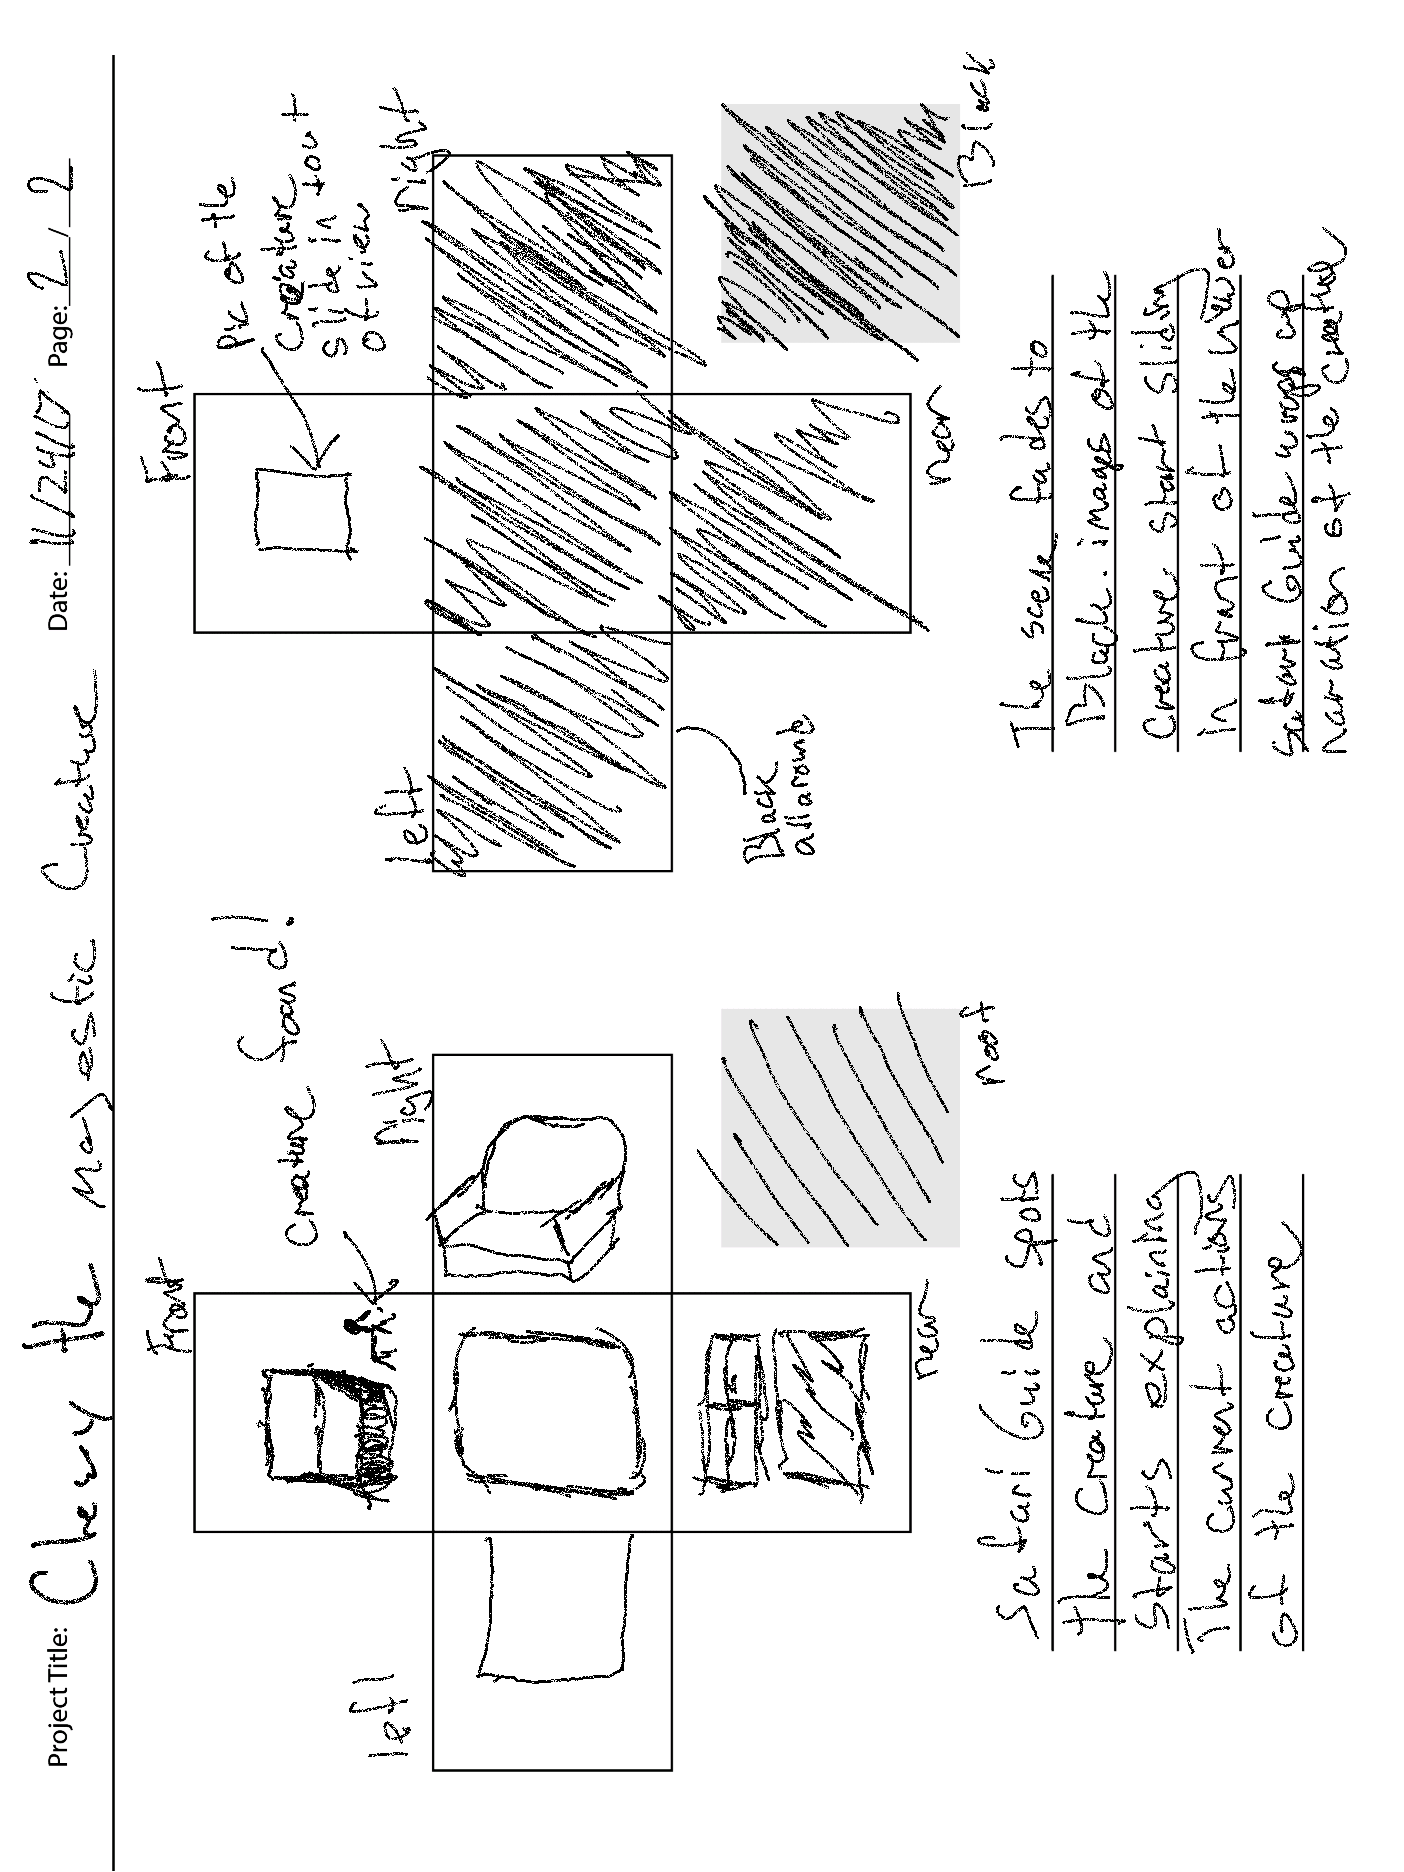 Project Title: Chewy the majestic Creature Date: 11/24/17 Page: 2 / 2
Creature found!
Front
left
right
rear
roof
Safari Guide spots
the creature and
starts explaining
The current actions
of the creature
Front
Pic of the
Creature
slide in + out
of view
left
right
rear
Black
all around
Black
The scene fades to
Black. images of the
creature start sliding
in front of the viewer
Safari Guide wraps up
narration of the creature